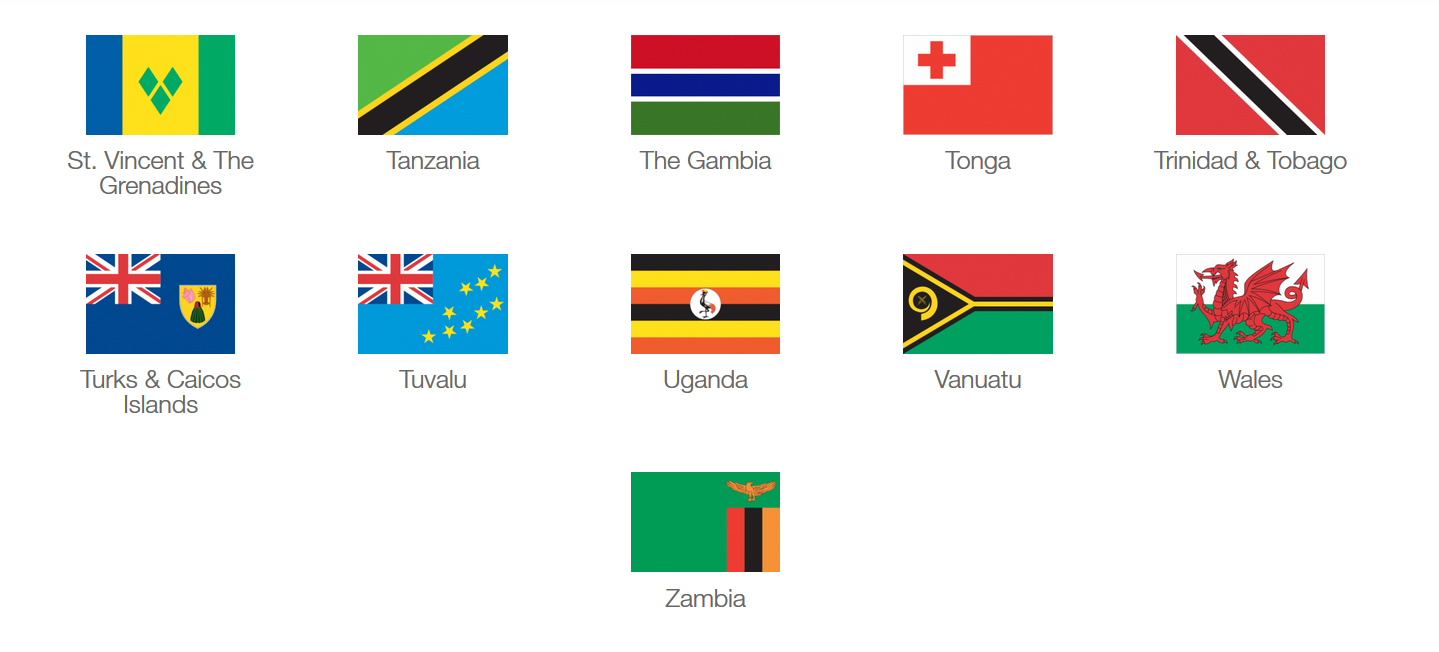 St. Vincent & The
Grenadines
Tanzania
The Gambia
Tonga
Trinidad & Tobago
Turks & Caicos
Islands
Tuvalu
Uganda
Vanuatu
Wales
Zambia